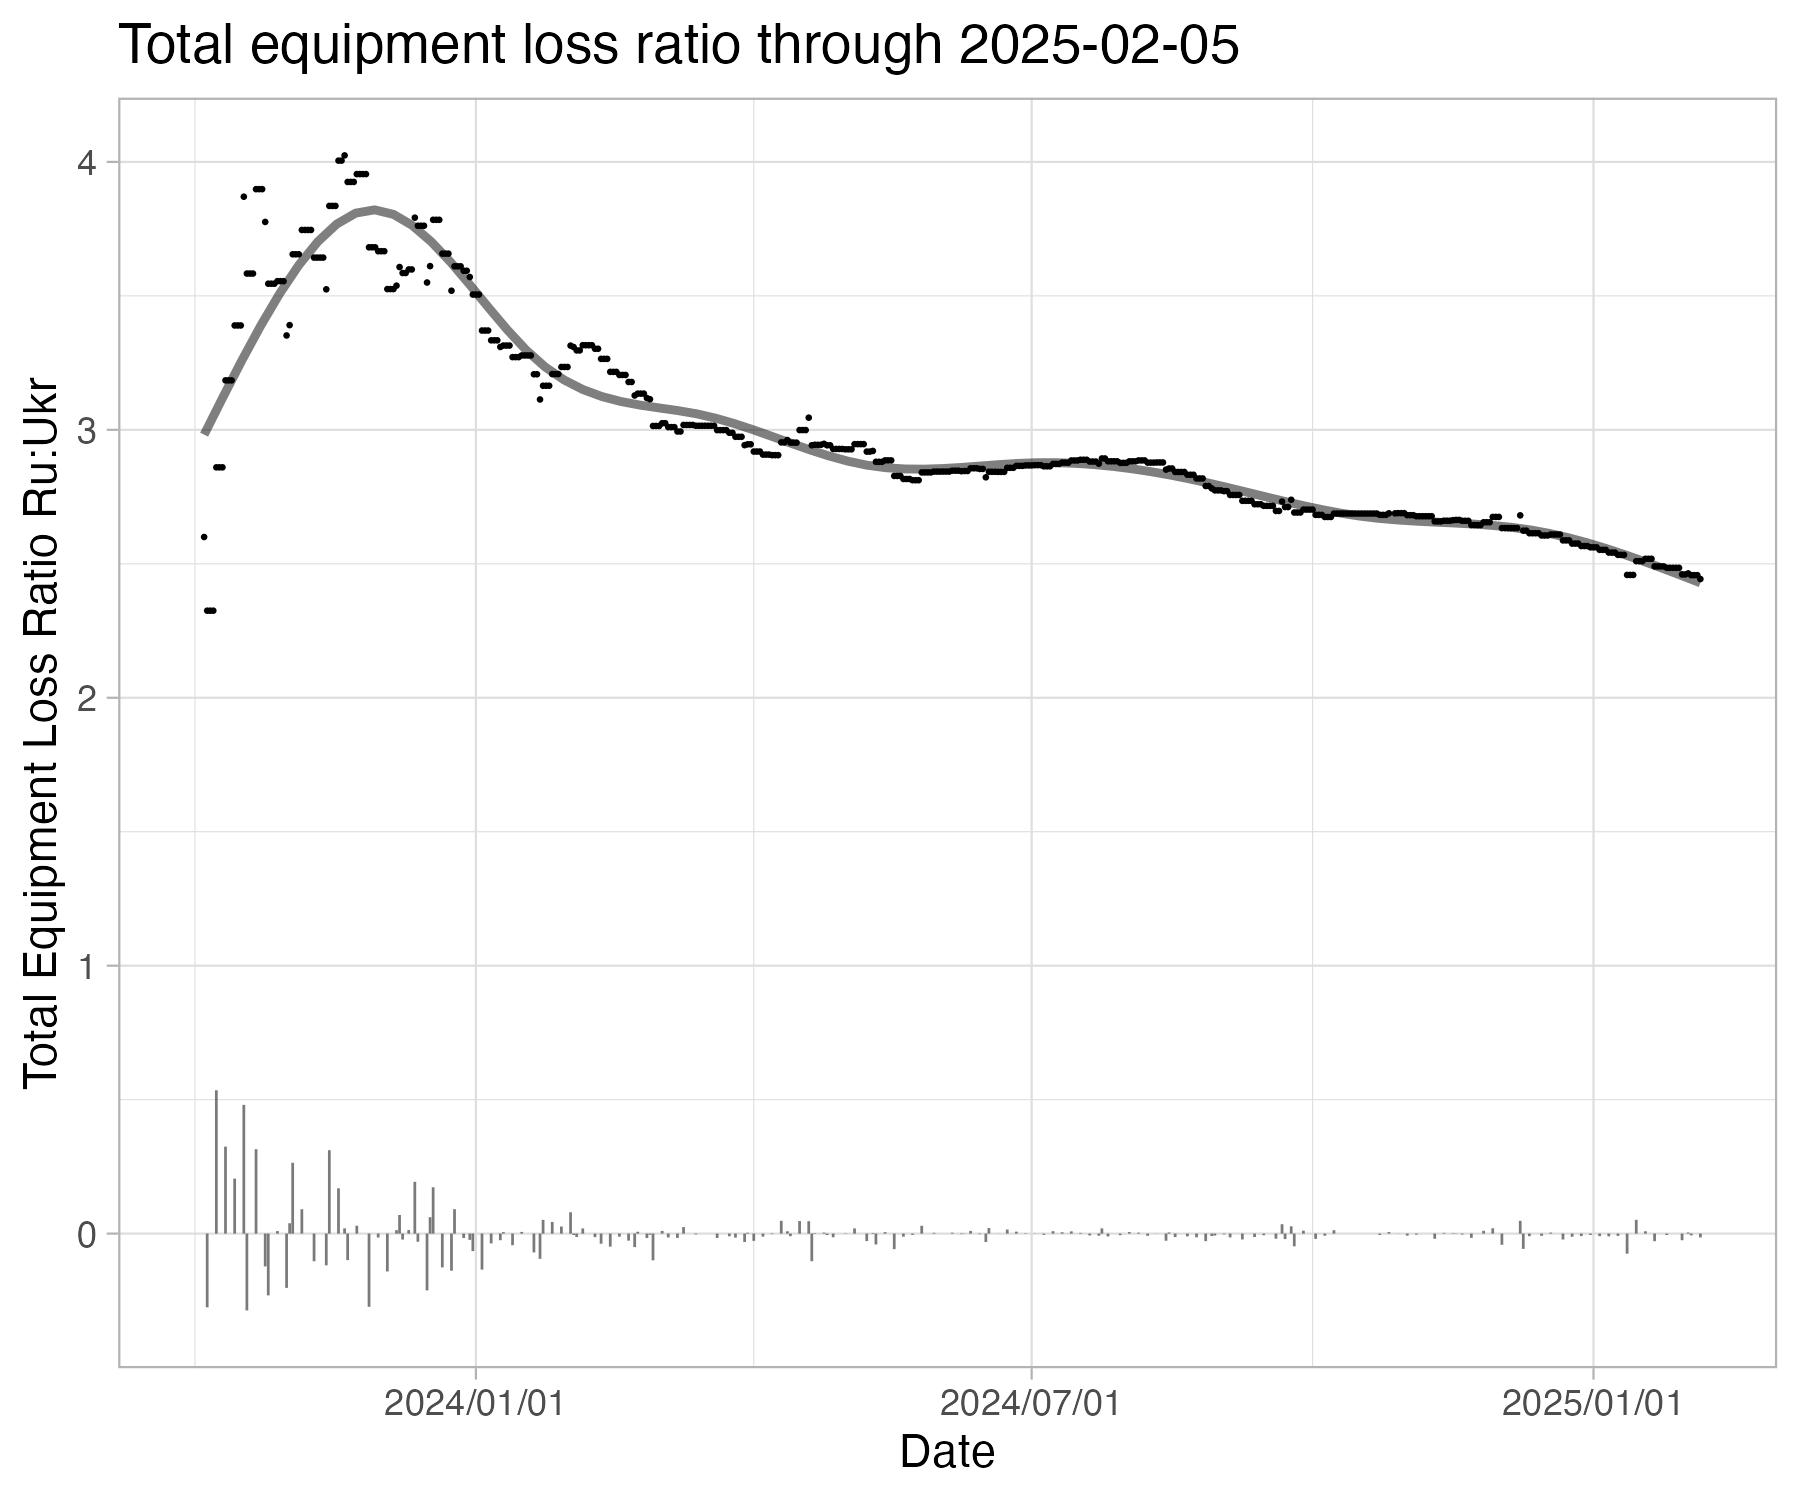 Total equipment loss ratio through 2025-02-05
Total Equipment Loss Ratio Ru:Ukr
4
3
2
1
0
2024/01/01
2024/07/01
2025/01/01
Date